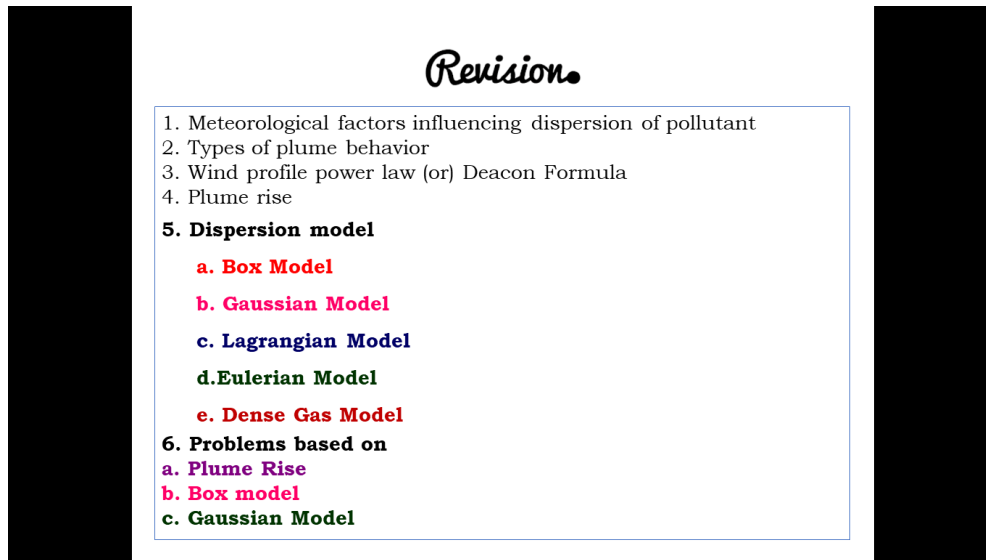 Revision.
1. Meteorological factors influencing dispersion of pollutant
2. Types of plume behavior
3. Wind profile power law (or) Deacon Formula
4. Plume rise
5. Dispersion model
a. Box Model
b. Gaussian Model
c. Lagrangian Model
d.Eulerian Model
e. Dense Gas Model
6. Problems based on
a. Plume Rise
b. Box model
c. Gaussian Model